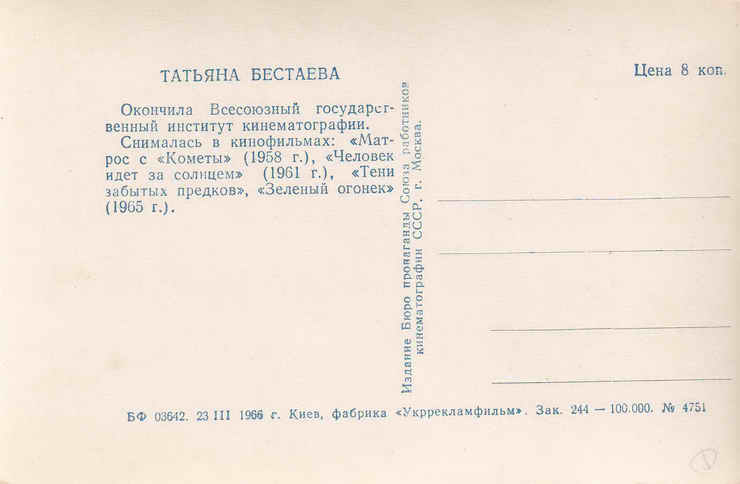 ТАТЬЯНА БЕСТАЕВА
Цена 8 коп.
Окончила Всесоюзный государст-
венный институт кинематографии.
Снималась в кинофильмах: «Мат-
рос с «Кометы» (1958 г.), «Человек
идет за солнцем» (1961 г.), «Тени
забытых предков», «Зеленый огонек»
(1965 г.).
Издание Бюро пропаганды Союза работников
кинематографии СССР. г. Москва.
БФ 03642. 23 III 1966 г. Киев, фабрика «Укррекламфильм». Зак. 244 — 100.000. № 4751